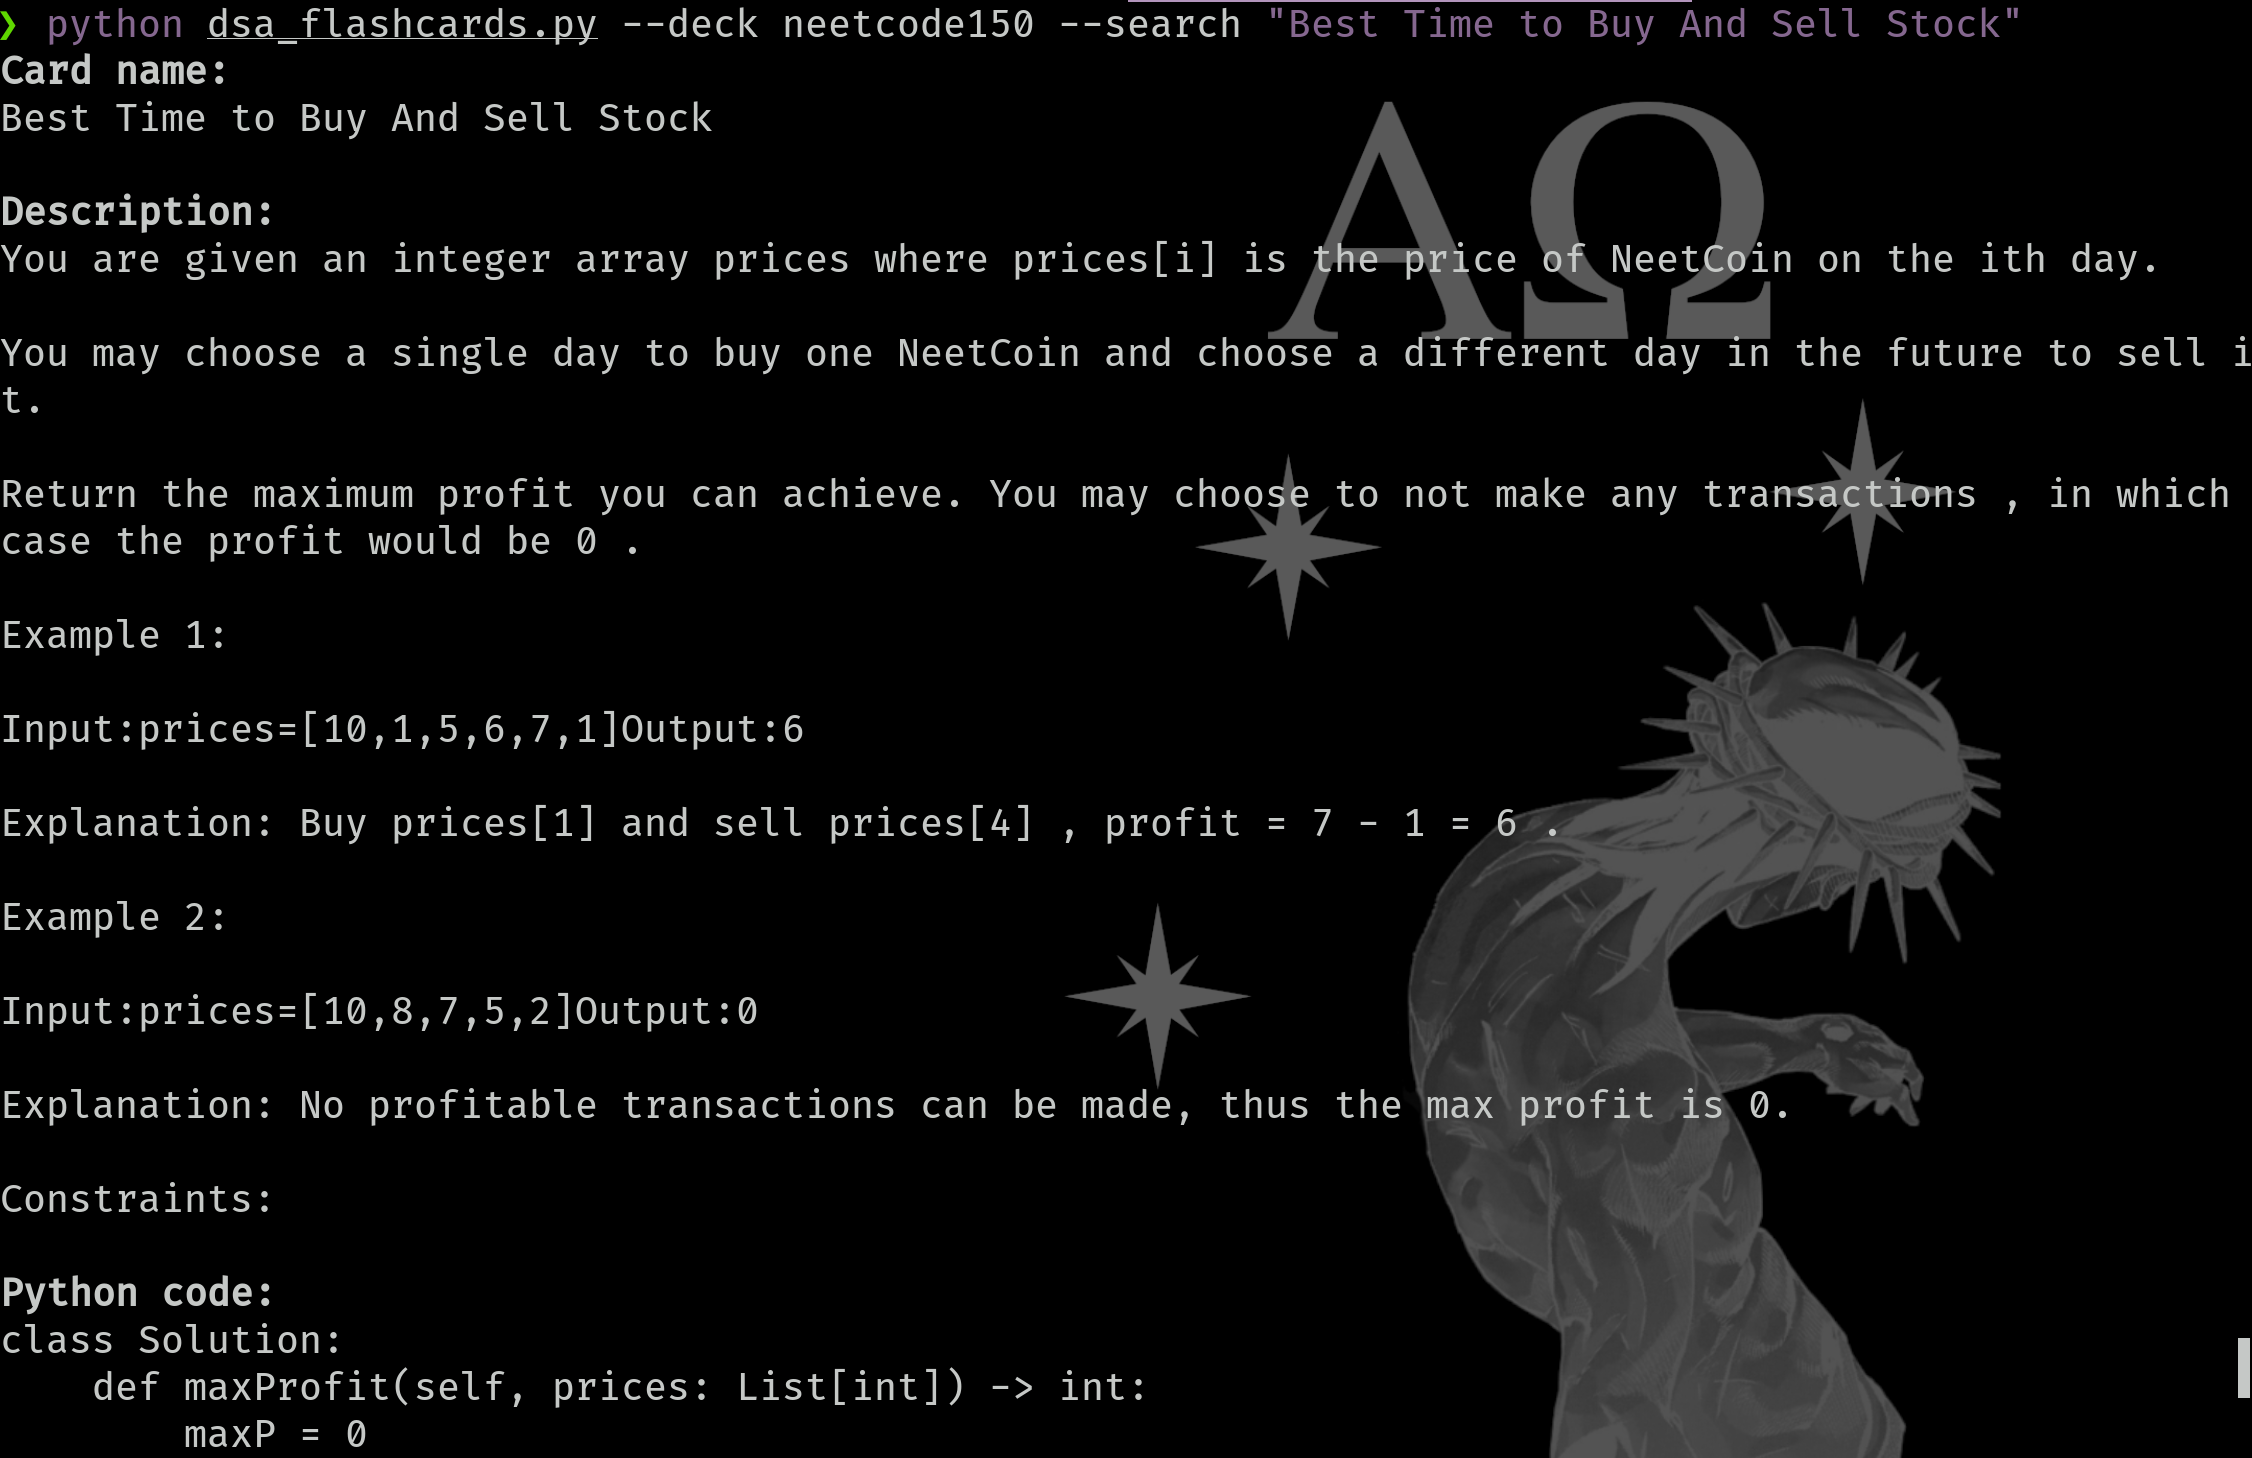 ❯ python dsa_flashcards.py --deck neetcode150 --search "Best Time to Buy And Sell Stock"
Card name:
Best Time to Buy And Sell Stock
ΑΩ
Description:
You are given an integer array prices where prices[i] is the price of NeetCoin on the ith day.
You may choose a single day to buy one NeetCoin and choose a different day in the future to sell i
t.
Return the maximum profit you can achieve. You may choose to not make any transactions , in which
case the profit would be 0 .
Example 1:
Input:prices=[10,1,5,6,7,1]Output:6
Explanation: Buy prices[1] and sell prices[4] , profit = 7 - 1 = 6 .
Example 2:
Input:prices=[10,8,7,5,2]Output:0
Explanation: No profitable transactions can be made, thus the max profit is 0.
Constraints:
Python code:
class Solution:
    def maxProfit(self, prices: List[int]) -> int:
        maxP = 0